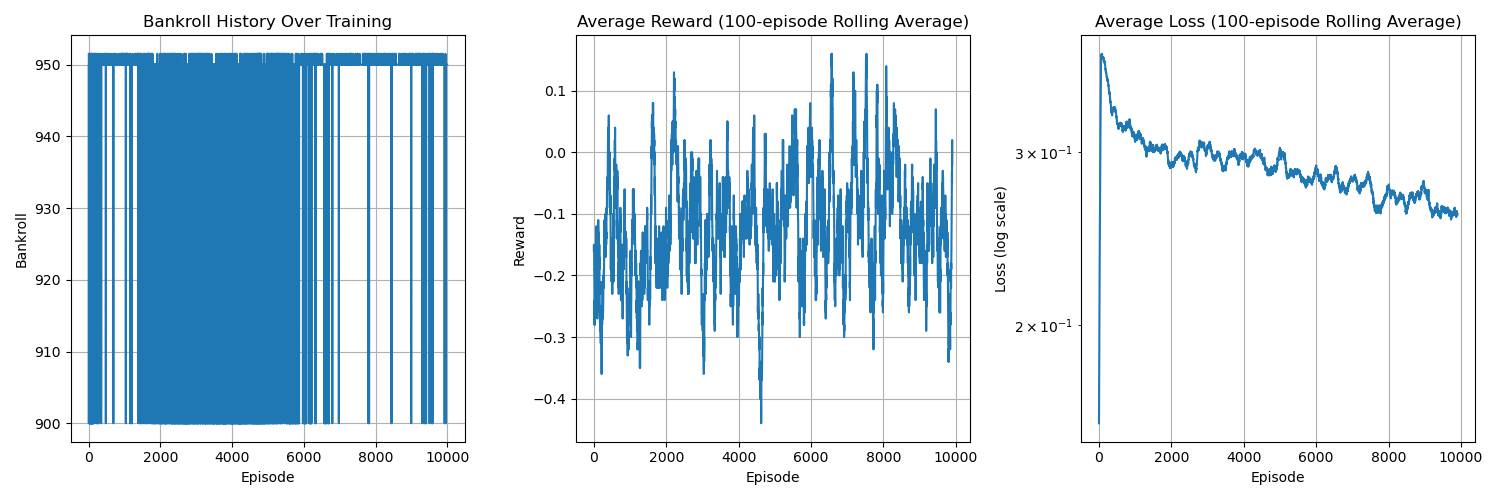 Bankroll History Over Training
Bankroll
950
940
930
920
910
900
0 2000 4000 6000 8000 10000
Episode
Average Reward (100-episode Rolling Average)
Reward
0.1
0.0
−0.1
−0.2
−0.3
−0.4
0 2000 4000 6000 8000 10000
Episode
Average Loss (100-episode Rolling Average)
Loss (log scale)
3 × 10⁻¹
2 × 10⁻¹
0 2000 4000 6000 8000 10000
Episode